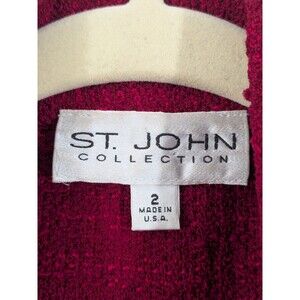 ST. JOHN
COLLECTION
2
MADE IN
U.S.A.